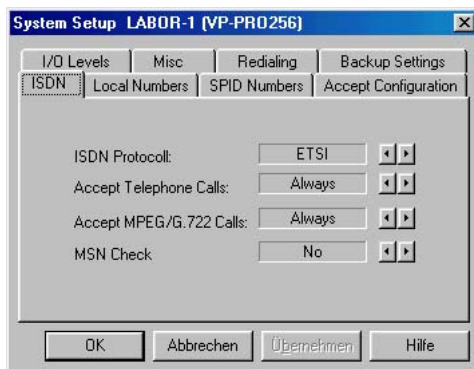 System Setup LABOR-1 (VP-PRO256)
I/O Levels Misc Redialing Backup Settings
ISDN Local Numbers SPID Numbers Accept Configuration
ISDN Protocoll: ETSI
Accept Telephone Calls: Always
Accept MPEG/G.722 Calls: Always
MSN Check No
OK Abbrechen Übernehmen Hilfe